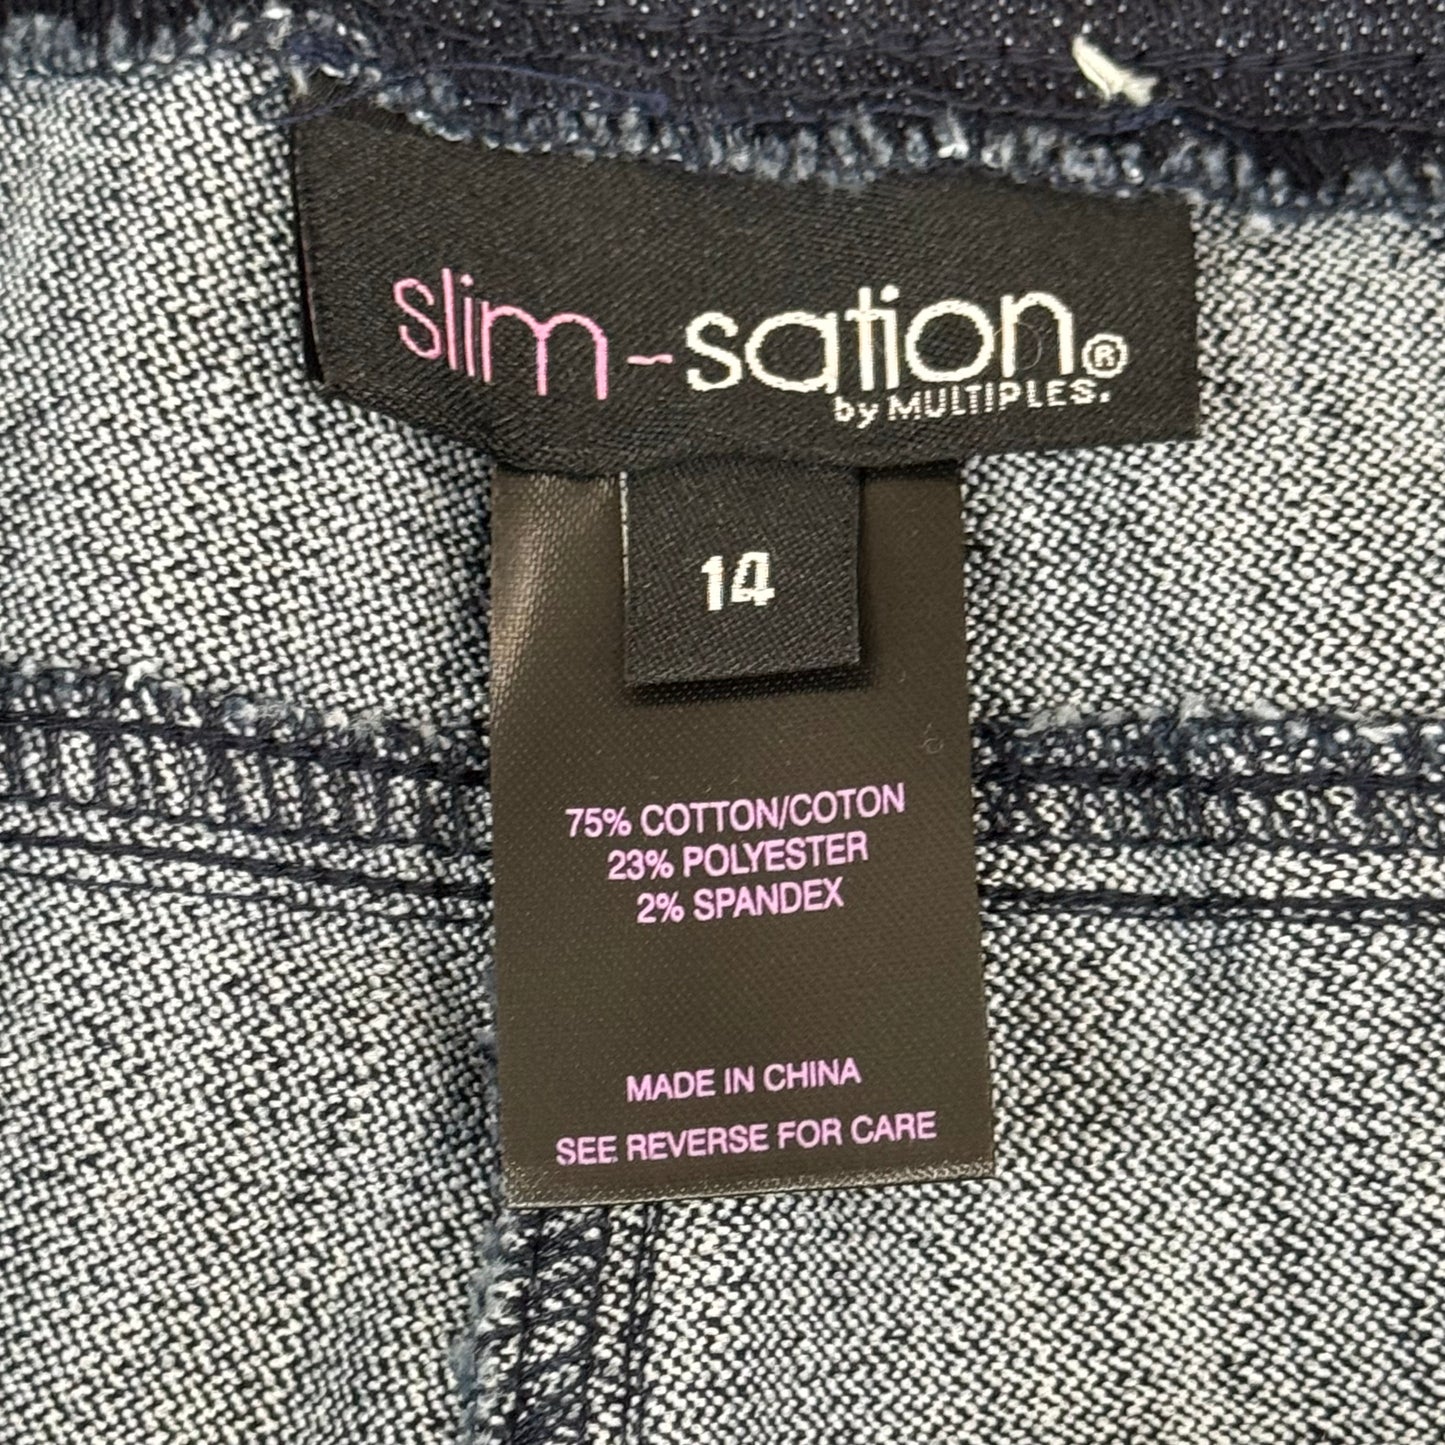 slim-sation®
by MULTIPLES.
14
75% COTTON/COTON
23% POLYESTER
2% SPANDEX
MADE IN CHINA
SEE REVERSE FOR CARE